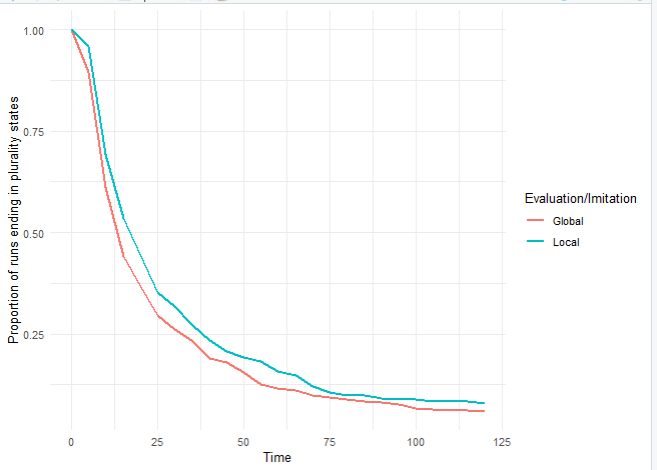 1.00
0.75
0.50
0.25
Proportion of runs ending in plurality states
0 25 50 75 100 125
Time
Evaluation/Imitation
Global
Local